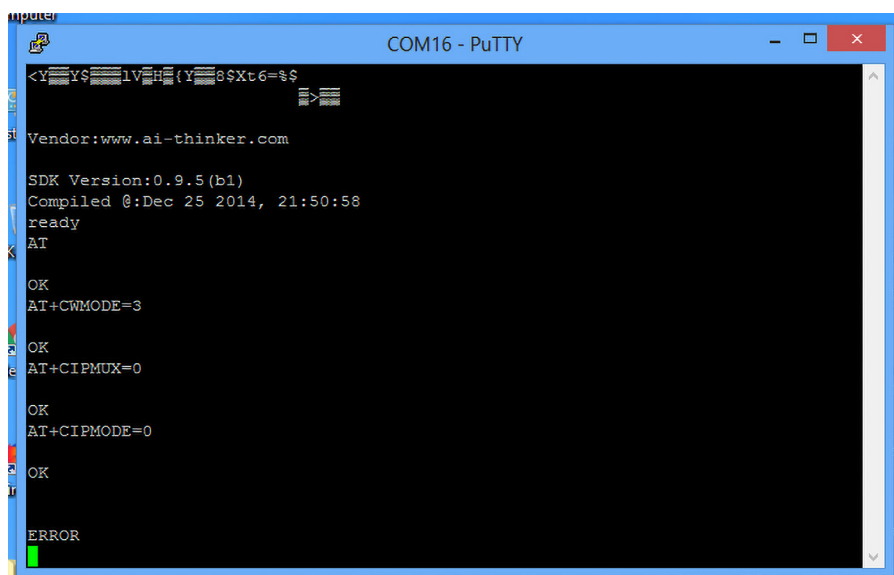 COM16 - PuTTY
Vendor:www.ai-thinker.com
SDK Version:0.9.5(b1)
Compiled @:Dec 25 2014, 21:50:58
ready
AT
OK
AT+CWMODE=3
OK
AT+CIPMUX=0
OK
AT+CIPMODE=0
OK
ERROR